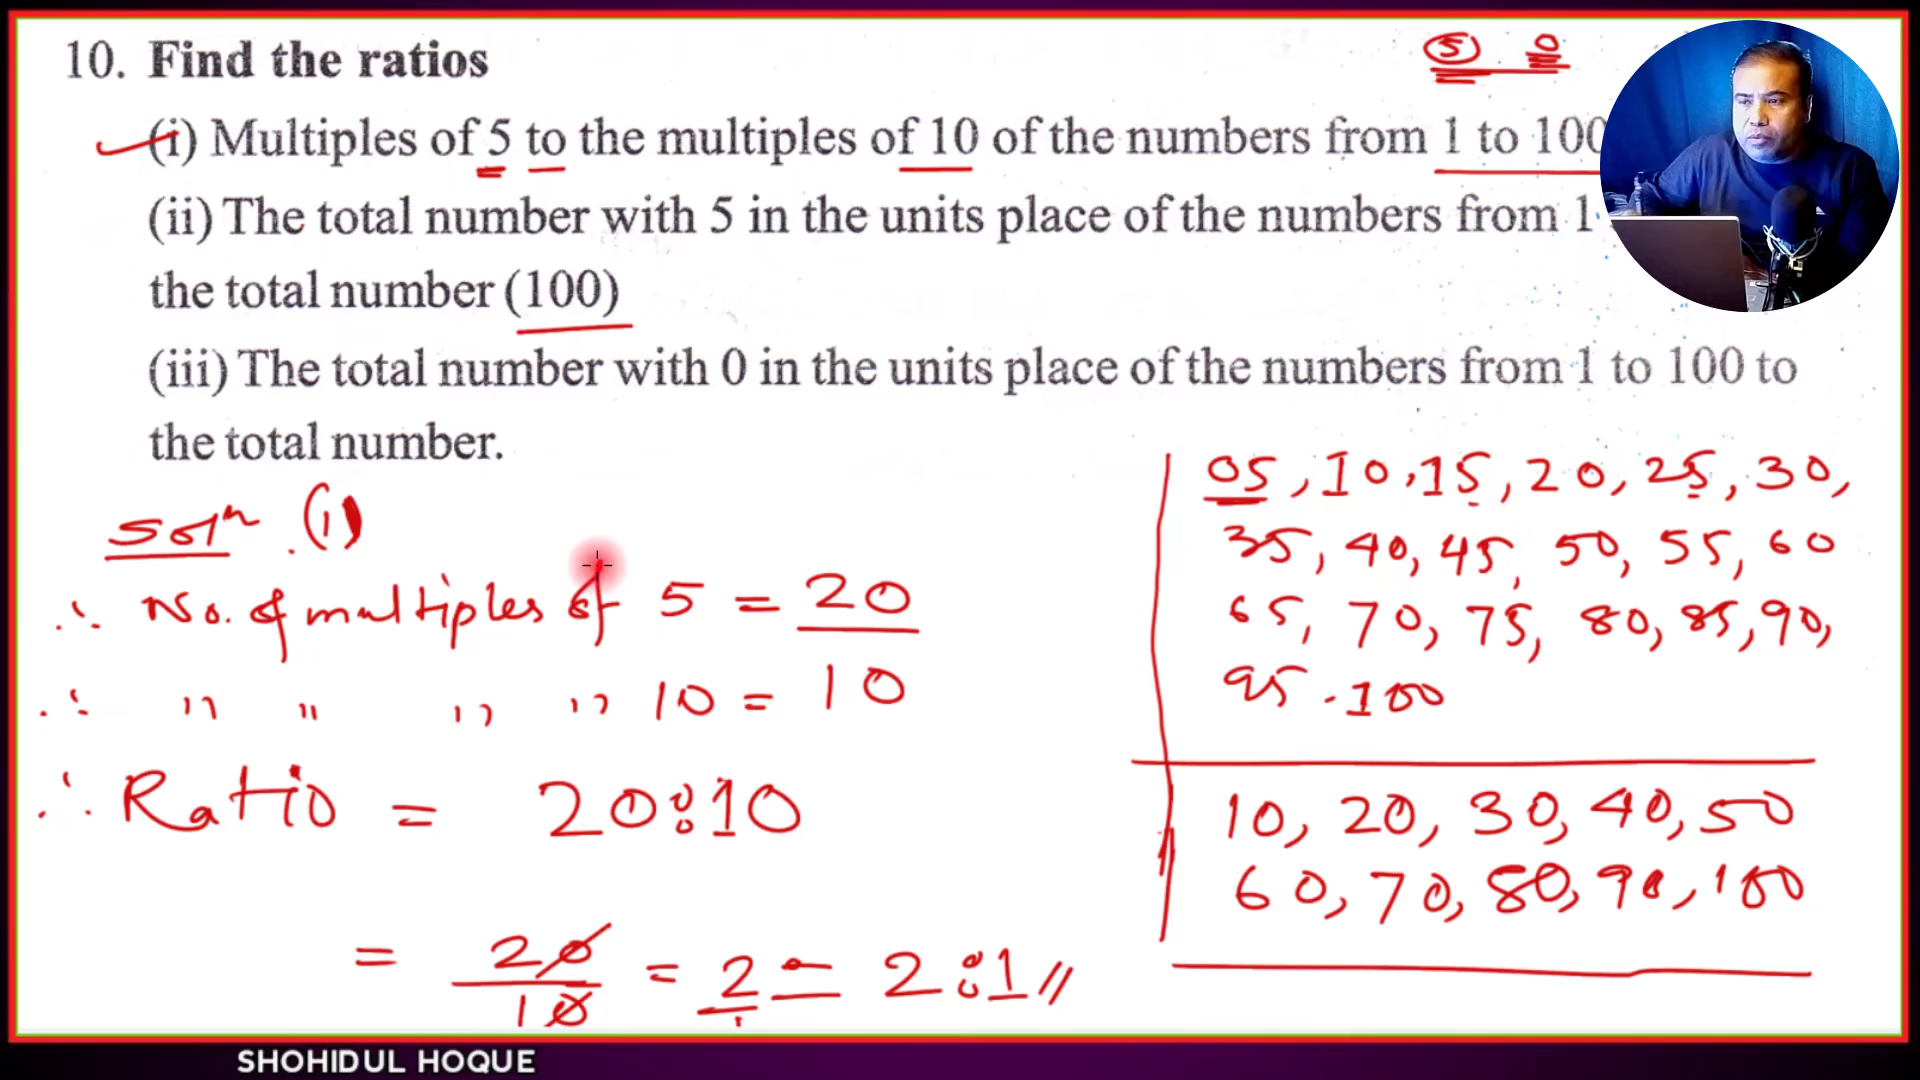 10. Find the ratios
5 0
(i) Multiples of 5 to the multiples of 10 of the numbers from 1 to 100
(ii) The total number with 5 in the units place of the numbers from 1
the total number (100)
(iii) The total number with 0 in the units place of the numbers from 1 to 100 to
the total number.
Solⁿ. (i)
∴ No. of multiples of 5 = 20
∴ " " " " 10 = 10
∴ Ratio = 20:10
= 20/10 = 2/1 = 2:1 //
05, 10, 15, 20, 25, 30,
35, 40, 45, 50, 55, 60
65, 70, 75, 80, 85, 90,
95. 100
10, 20, 30, 40, 50
60, 70, 80, 90, 100
SHOHIDUL HOQUE